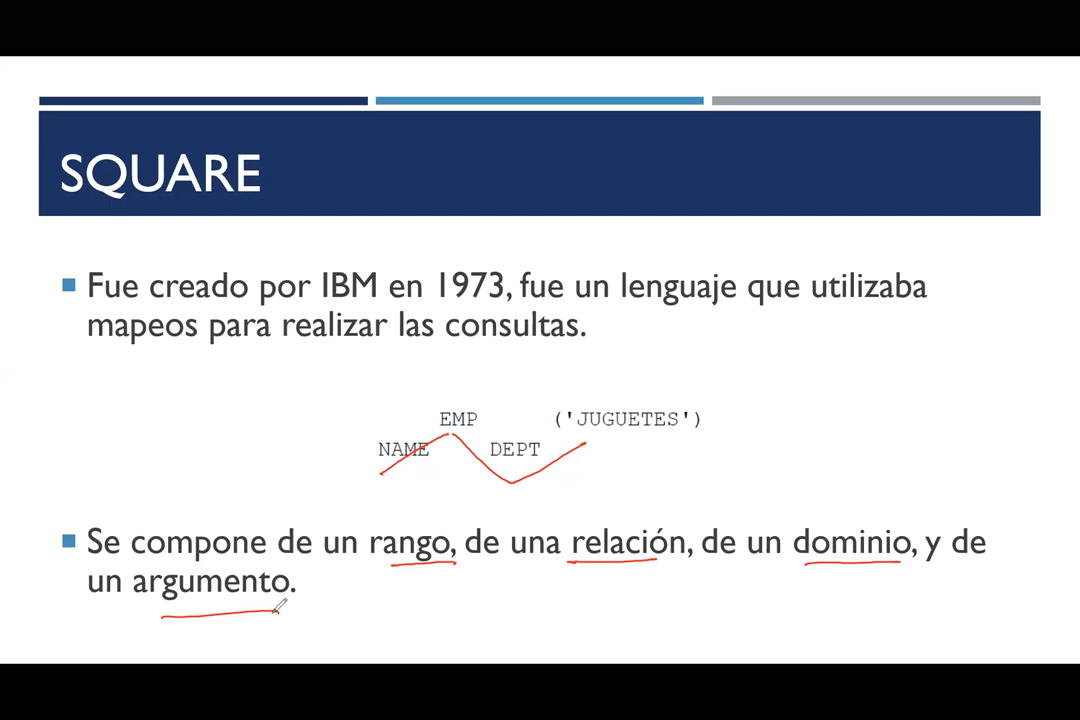 SQUARE
Fue creado por IBM en 1973, fue un lenguaje que utilizaba
mapeos para realizar las consultas.
EMP ('JUGUETES')
NAME DEPT
Se compone de un rango, de una relación, de un dominio, y de
un argumento.